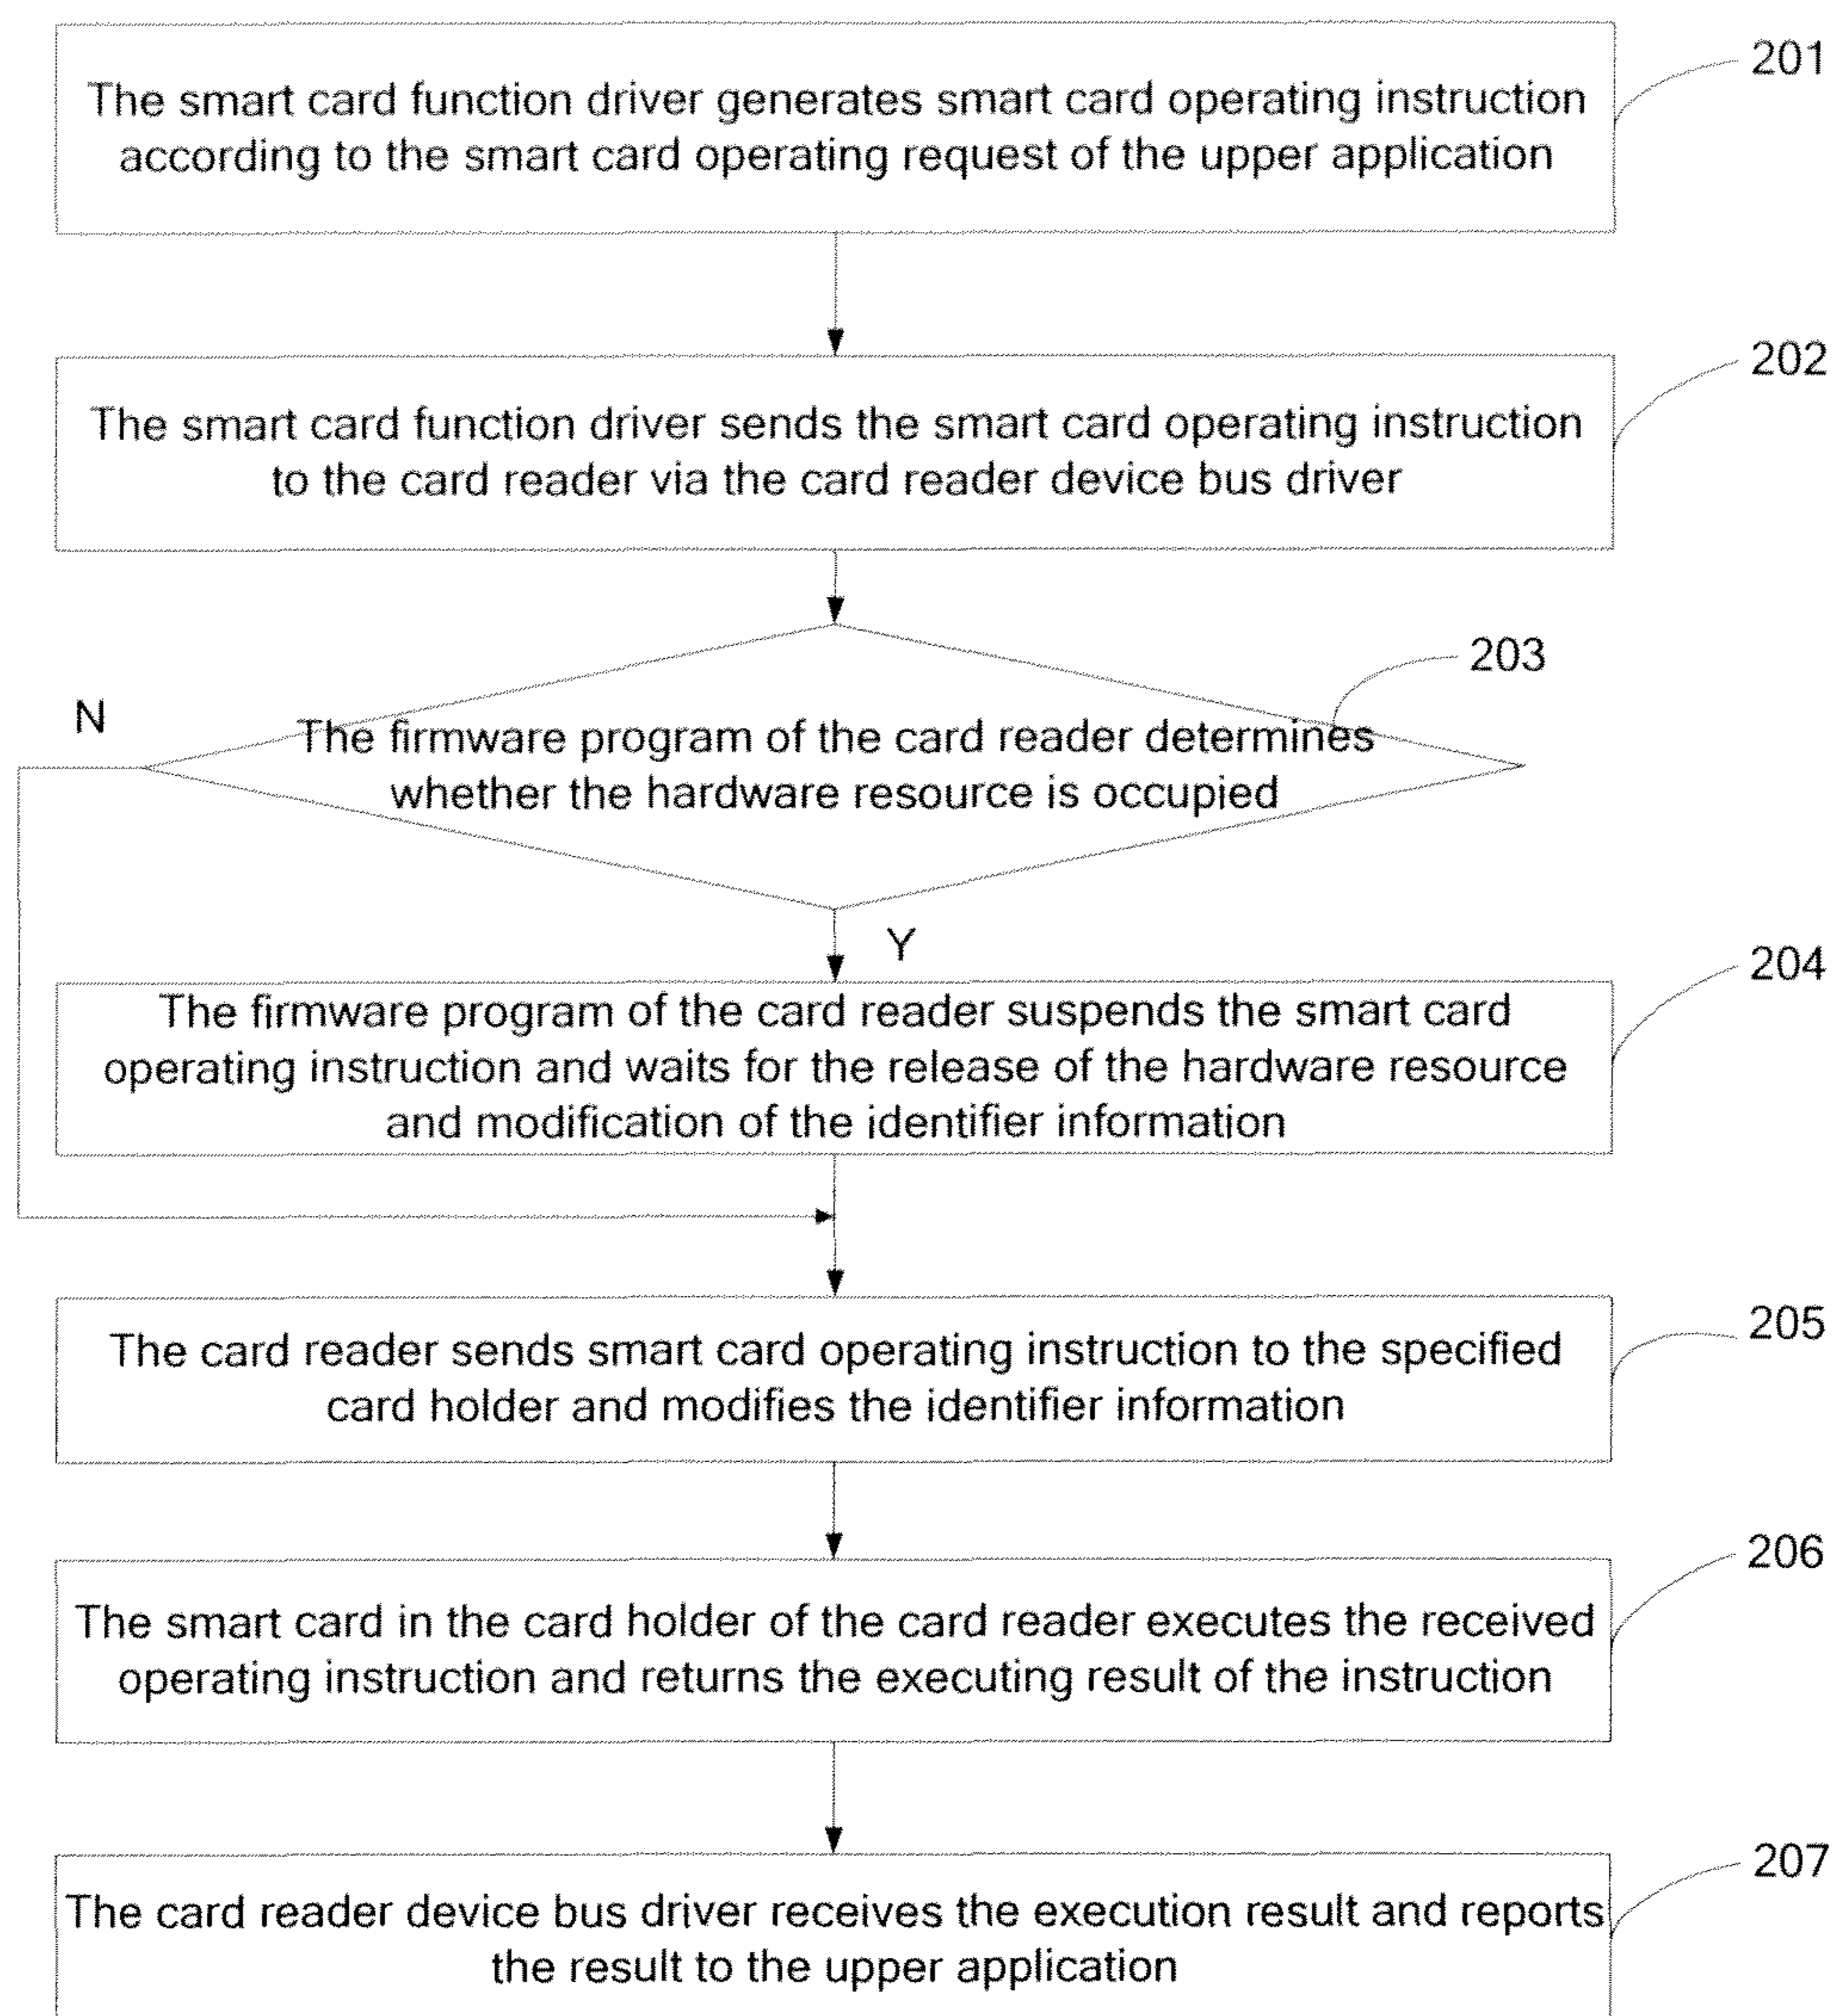 201
The smart card function driver generates smart card operating instruction
according to the smart card operating request of the upper application
202
The smart card function driver sends the smart card operating instruction
to the card reader via the card reader device bus driver
203
N
The firmware program of the card reader determines
whether the hardware resource is occupied
Y
204
The firmware program of the card reader suspends the smart card
operating instruction and waits for the release of the hardware resource
and modification of the identifier information
205
The card reader sends smart card operating instruction to the specified
card holder and modifies the identifier information
206
The smart card in the card holder of the card reader executes the received
operating instruction and returns the executing result of the instruction
207
The card reader device bus driver receives the execution result and reports
the result to the upper application